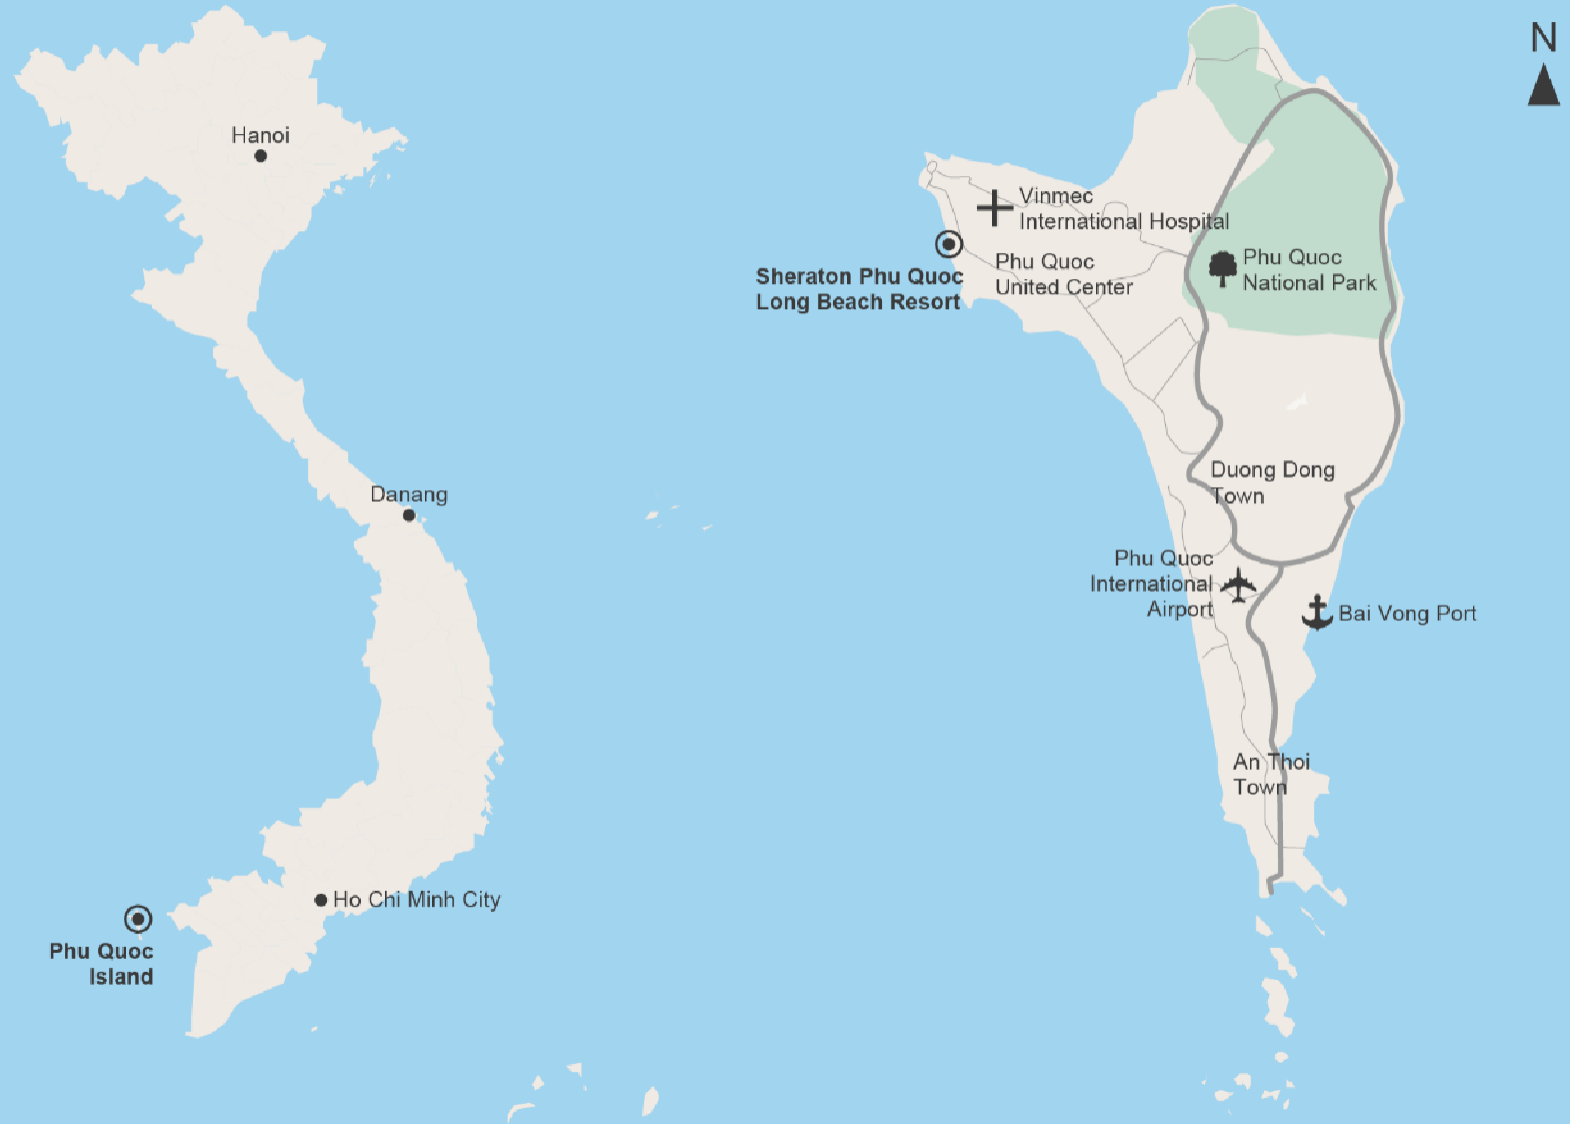 N
Hanoi
Vinmec
International Hospital
Phu Quoc
United Center
Phu Quoc
National Park
Sheraton Phu Quoc
Long Beach Resort
Danang
Duong Dong
Town
Phu Quoc
International
Airport
Bai Vong Port
An Thoi
Town
Ho Chi Minh City
Phu Quoc
Island